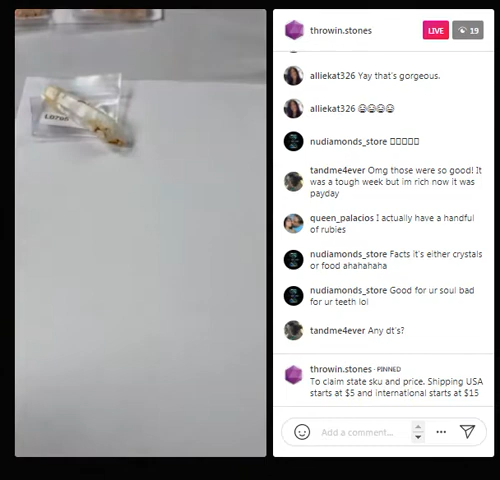 throwin.stones
LIVE
19
alliekat326 Yay that's gorgeous.
alliekat326 😂😂😂😂
nudiamonds_store ▯▯▯▯▯
tandme4ever Omg those were so good! It
was a tough week but im rich now it was
payday
queen_palacios I actually have a handful
of rubies
nudiamonds_store Facts it's either crystals
or food ahahahaha
nudiamonds_store Good for ur soul bad
for ur teeth lol
tandme4ever Any dt's?
throwin.stones · PINNED
To claim state sku and price. Shipping USA
starts at $5 and international starts at $15
Add a comment...